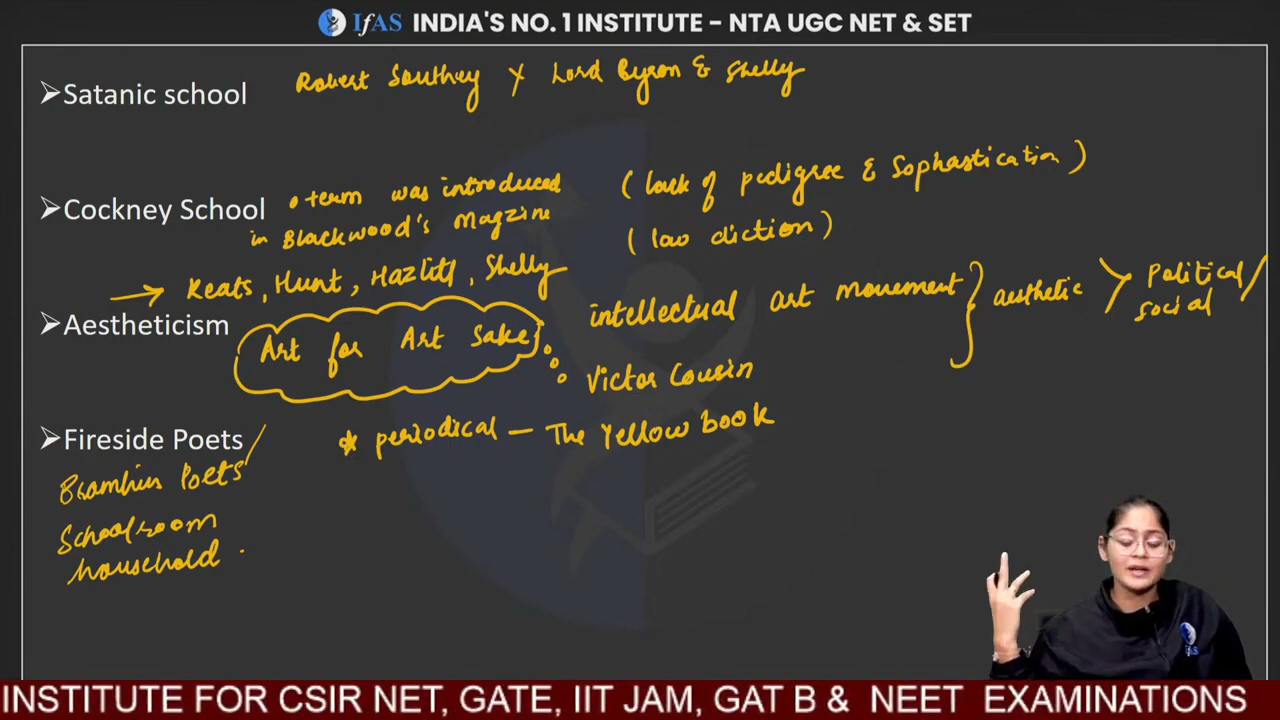 IFAS INDIA'S NO. 1 INSTITUTE – NTA UGC NET & SET
➢Satanic school
Robert Southey X Lord Byron & Shelly
➢Cockney School
• term was introduced
in Blackwood's Magzine
(lack of pedigree & Sophastication)
(low diction)
→ Keats, Hunt, Hazlitt, Shelly
➢Aestheticism
Art for Art Sake
intellectual art movement } aesthetic > Political/
social
Victor Cousin
➢Fireside Poets/
Poets
Schoolroom
household
* periodical – The Yellow book
IFAS
INSTITUTE FOR CSIR NET, GATE, IIT JAM, GAT B & NEET EXAMINATIONS